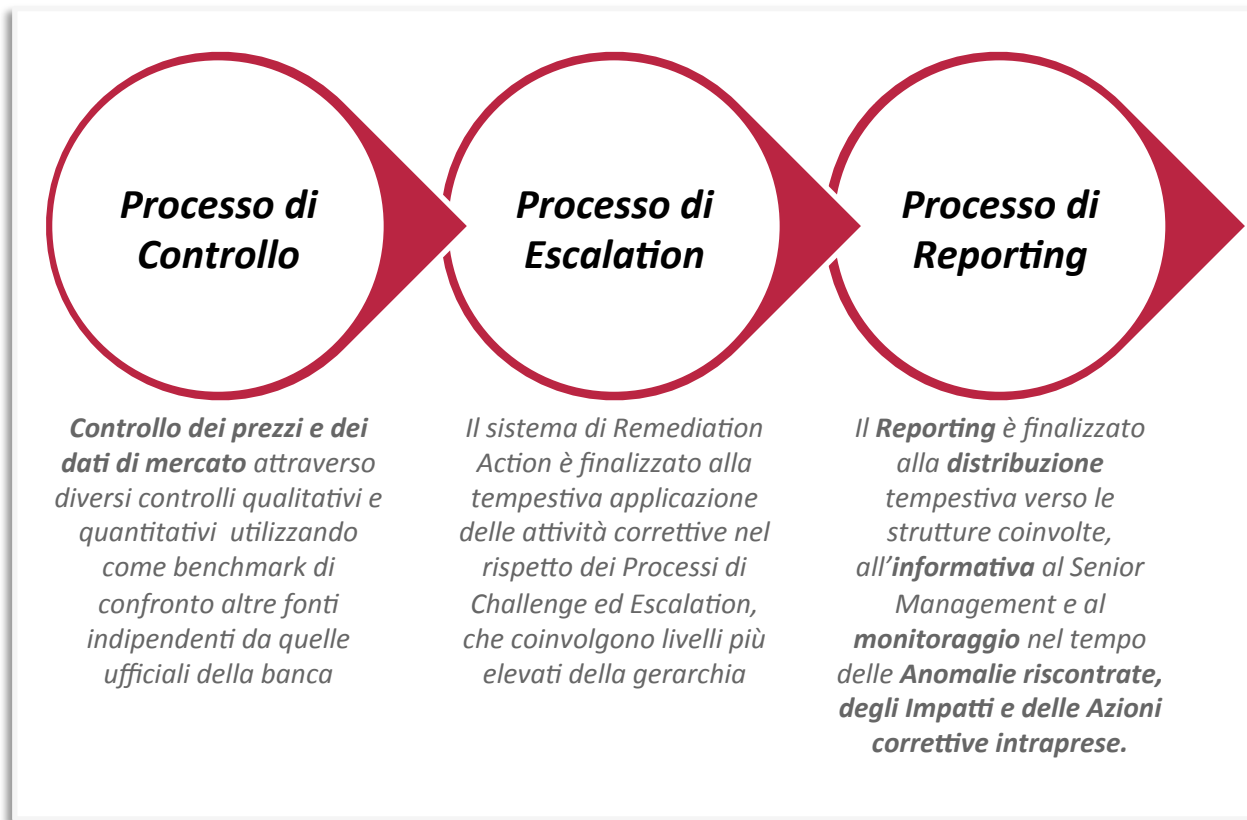 Processo di
Controllo
Processo di
Escalation
Processo di
Reporting
Controllo dei prezzi e dei
dati di mercato attraverso
diversi controlli qualitativi e
quantitativi utilizzando
come benchmark di
confronto altre fonti
indipendenti da quelle
ufficiali della banca
Il sistema di Remediation
Action è finalizzato alla
tempestiva applicazione
delle attività correttive nel
rispetto dei Processi di
Challenge ed Escalation,
che coinvolgono livelli più
elevati della gerarchia
Il Reporting è finalizzato
alla distribuzione
tempestiva verso le
strutture coinvolte,
all'informativa al Senior
Management e al
monitoraggio nel tempo
delle Anomalie riscontrate,
degli Impatti e delle Azioni
correttive intraprese.